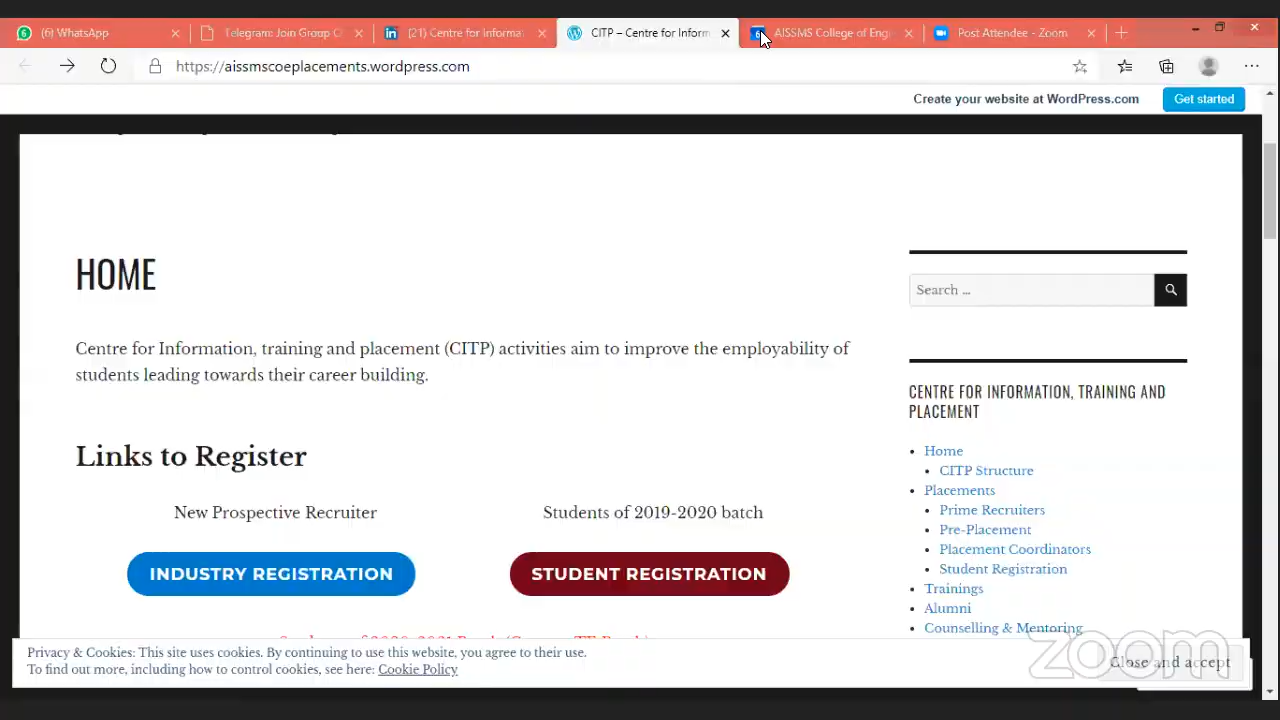 (6) WhatsApp
Telegram: Join Group C
(21) Centre for Informat
CITP – Centre for Inform
AISSMS College of Eng
Post Attendee - Zoom
https://aissmscoeplacements.wordpress.com
Create your website at WordPress.com
Get started
HOME
Search …
Centre for Information, training and placement (CITP) activities aim to improve the employability of
students leading towards their career building.
CENTRE FOR INFORMATION, TRAINING AND
PLACEMENT
Home
CITP Structure
Placements
Prime Recruiters
Pre-Placement
Placement Coordinators
Student Registration
Trainings
Alumni
Counselling & Mentoring
Links to Register
New Prospective Recruiter
Students of 2019-2020 batch
INDUSTRY REGISTRATION
STUDENT REGISTRATION
Privacy & Cookies: This site uses cookies. By continuing to use this website, you agree to their use.
To find out more, including how to control cookies, see here: Cookie Policy
Close and accept
zoom